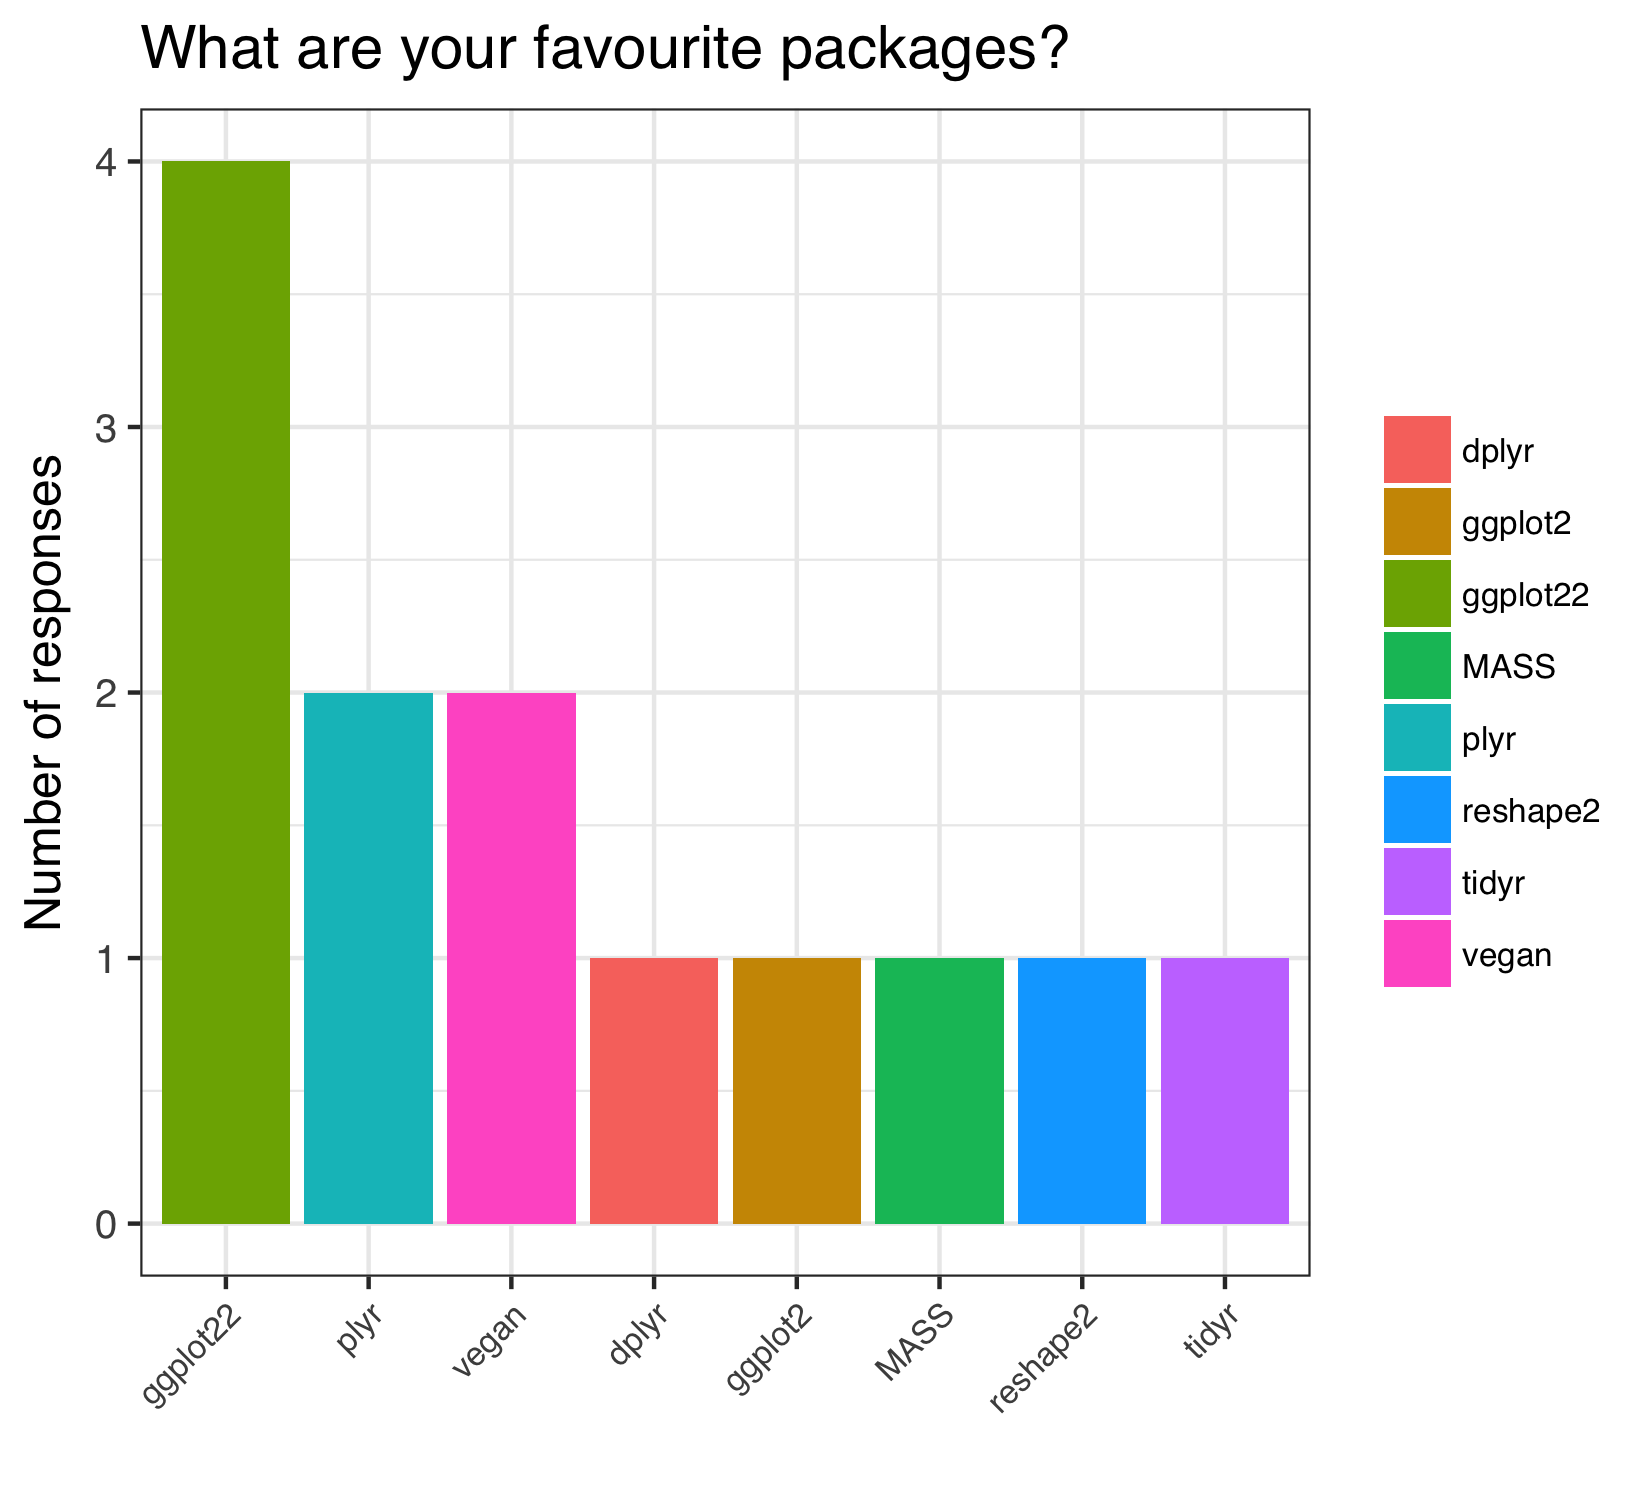 What are your favourite packages?
Number of responses
4
3
2
1
0
ggplot22
plyr
vegan
dplyr
ggplot2
MASS
reshape2
tidyr
dplyr
ggplot2
ggplot22
MASS
plyr
reshape2
tidyr
vegan